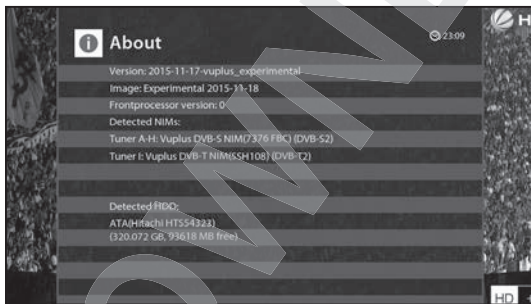 About
23:09
H
Version: 2015-11-17-vuplus_experimental
Image: Experimental 2015-11-18
Frontprocessor version: 0
Detected NIMs:
Tuner A-H: Vuplus DVB-S NIM(7376 FBC) (DVB-S2)
Tuner I: Vuplus DVB-T NIM(SSH108) (DVB-T2)
Detected HDD:
ATA(Hitachi HTS54323)
(320.072 GB, 93618 MB free)
HD